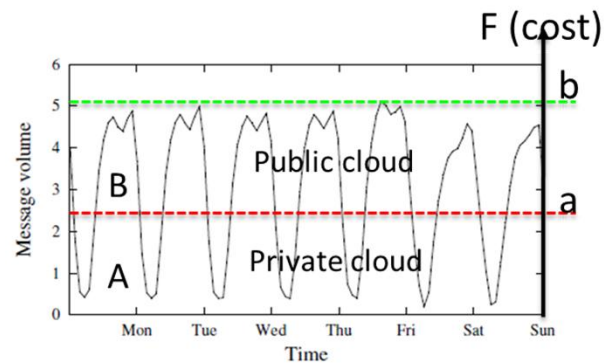 F (cost)
6
b
5
4
Public cloud
B
3
a
2
Private cloud
A
1
0
Message volume
Mon Tue Wed Thu Fri Sat Sun
Time